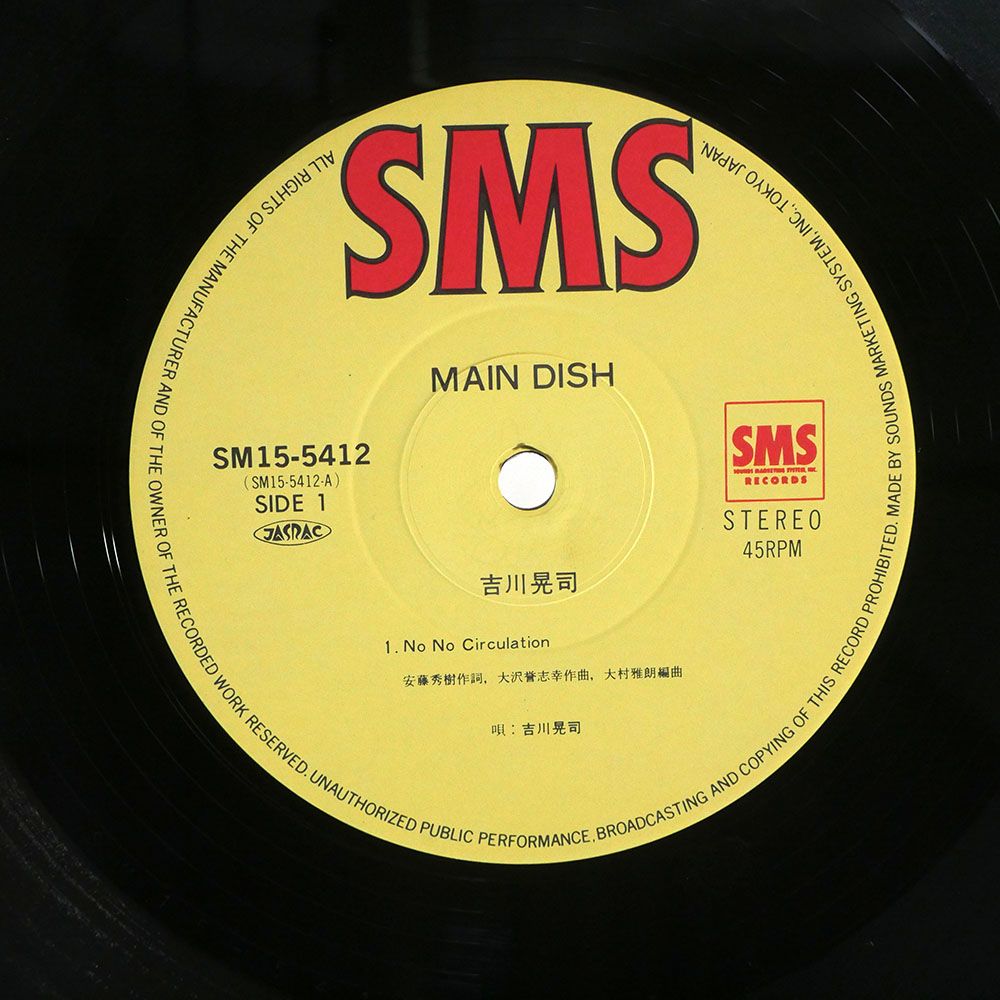 SMS
MAIN DISH
SM15-5412
(SM15-5412-A)
SIDE 1
JASRAC
SMS
SOUNDS MARKETING SYSTEM, INC.
RECORDS
STEREO
45RPM
吉川晃司
1. No No Circulation
安藤秀樹作詞, 大沢誉志幸作曲, 大村雅朗編曲
唄:吉川晃司
ALL RIGHTS OF THE MANUFACTURER AND OF THE OWNER OF THE RECORDED WORK RESERVED. UNAUTHORIZED PUBLIC PERFORMANCE, BROADCASTING AND COPYING OF THIS RECORD PROHIBITED. MADE BY SOUNDS MARKETING SYSTEM, INC., TOKYO JAPAN.